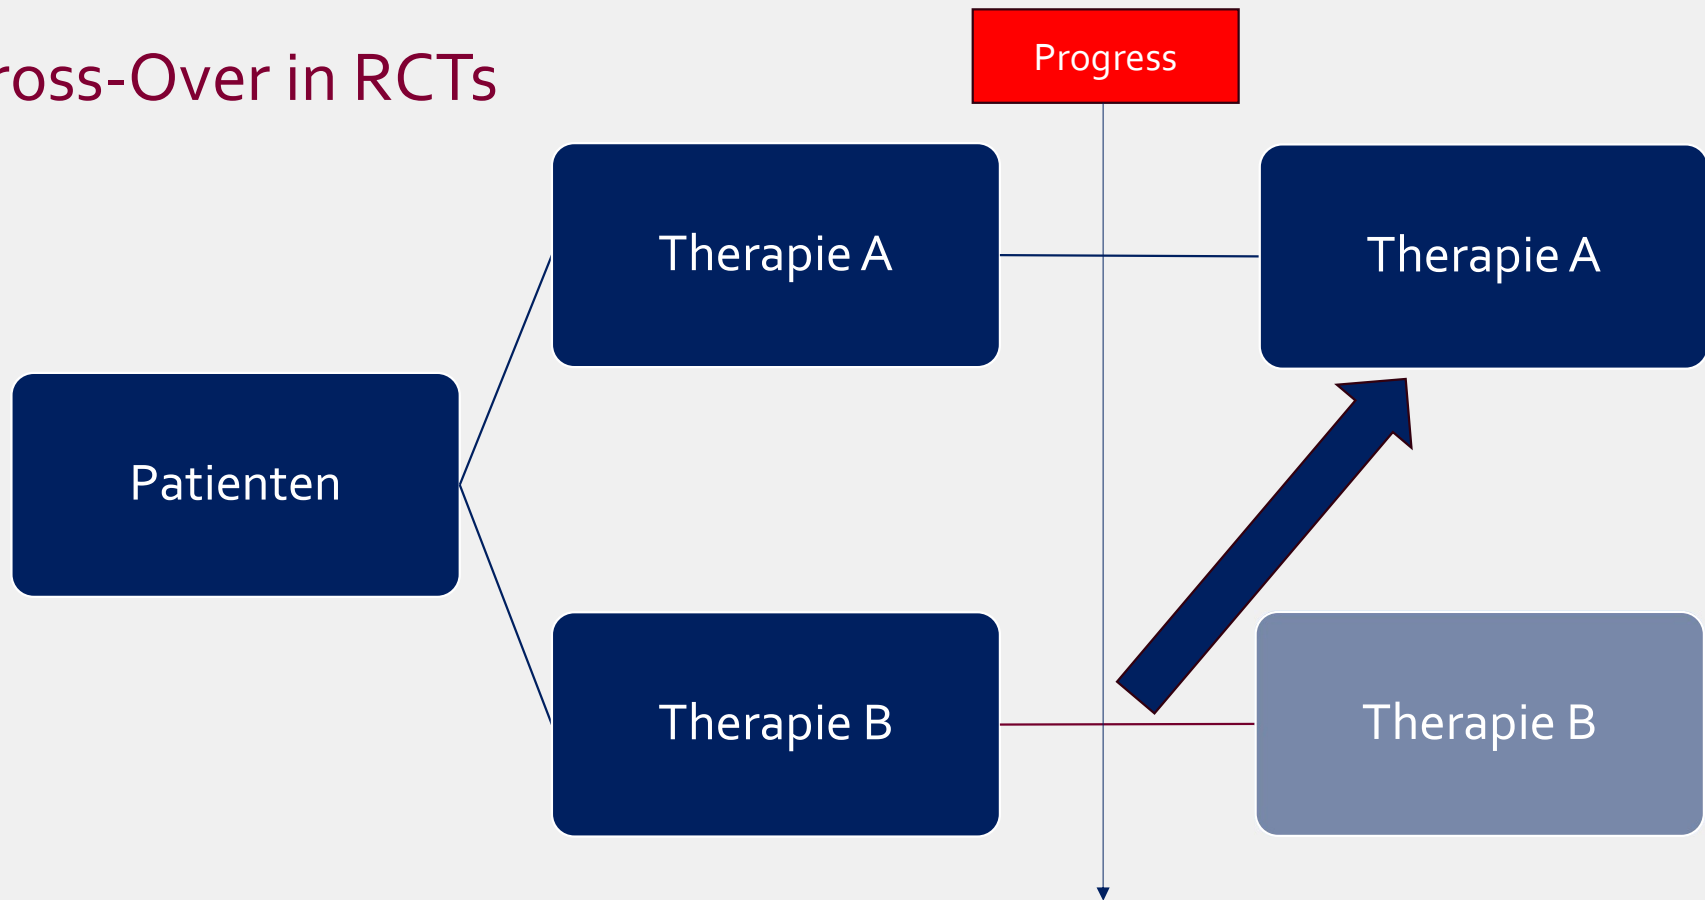 ross-Over in RCTs
Progress
Therapie A
Therapie A
Patienten
Therapie B
Therapie B